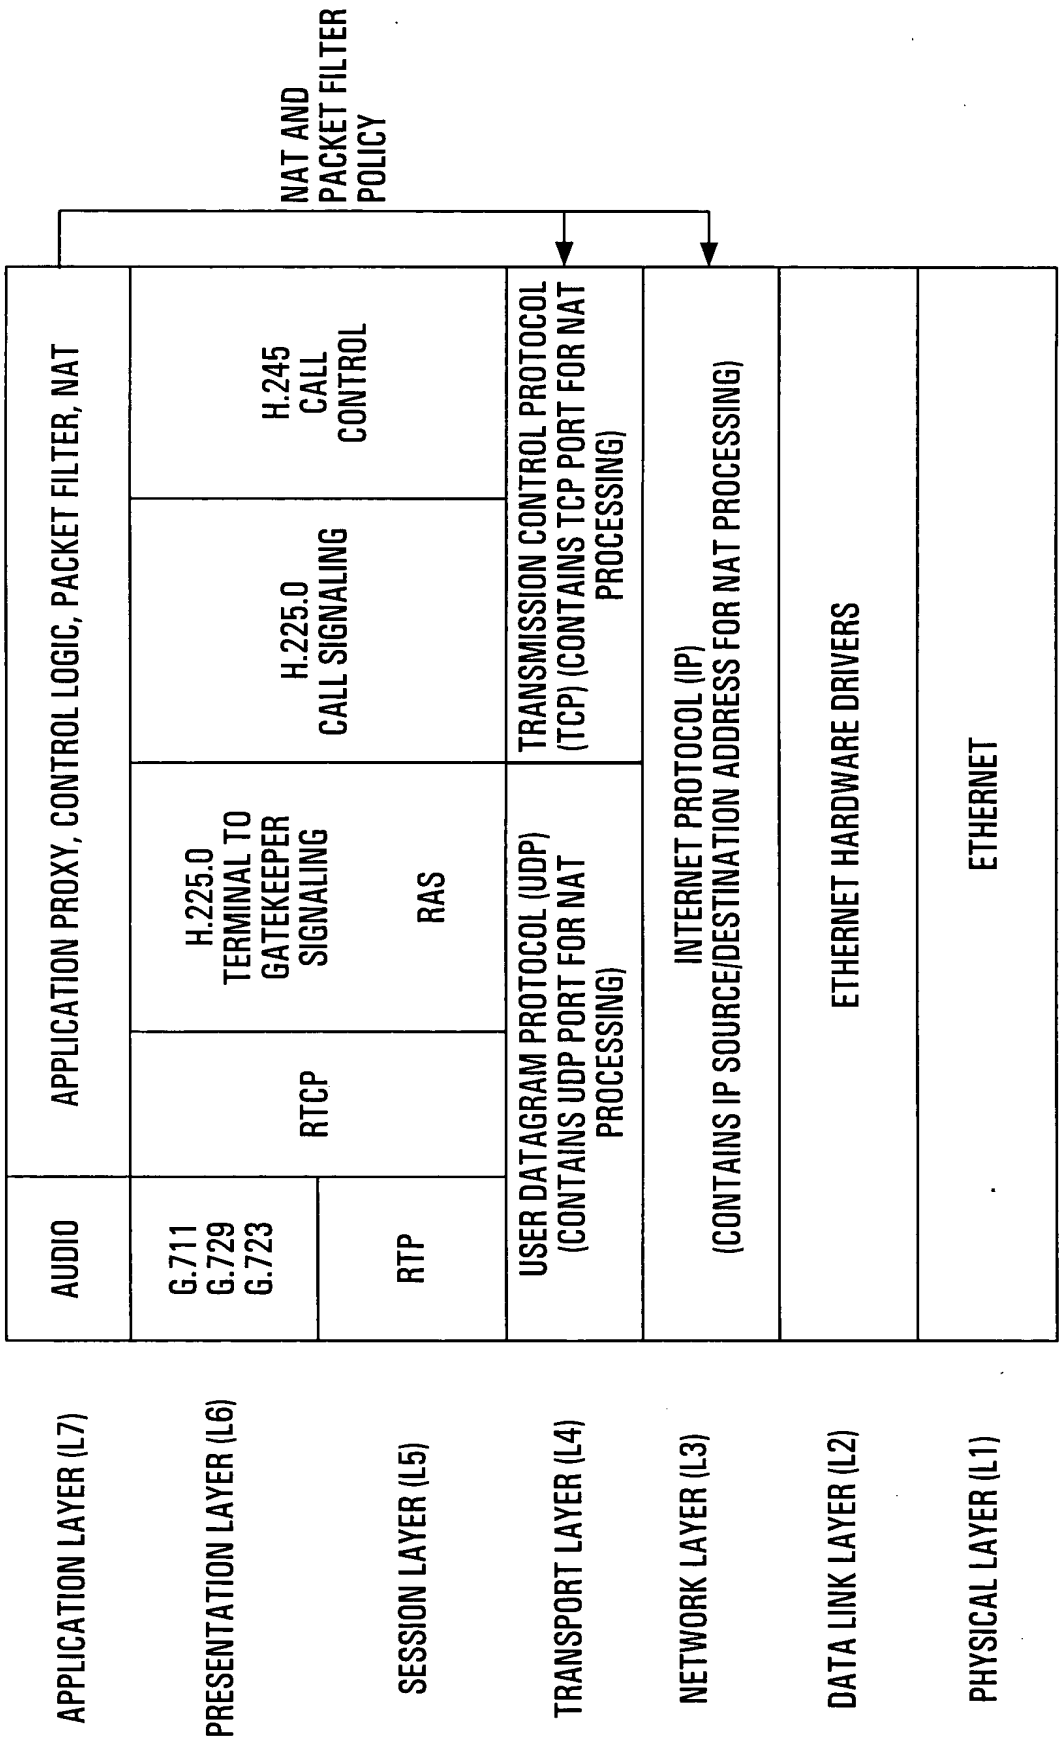 APPLICATION LAYER (L7)
AUDIO
APPLICATION PROXY, CONTROL LOGIC, PACKET FILTER, NAT
NAT AND
PACKET FILTER
POLICY
PRESENTATION LAYER (L6)
G.711
G.729
G.723
RTCP
H.225.0
TERMINAL TO
GATEKEEPER
SIGNALING
RAS
H.225.0
CALL SIGNALING
H.245
CALL
CONTROL
SESSION LAYER (L5)
RTP
TRANSPORT LAYER (L4)
USER DATAGRAM PROTOCOL (UDP)
(CONTAINS UDP PORT FOR NAT
PROCESSING)
TRANSMISSION CONTROL PROTOCOL
(TCP) (CONTAINS TCP PORT FOR NAT
PROCESSING)
NETWORK LAYER (L3)
INTERNET PROTOCOL (IP)
(CONTAINS IP SOURCE/DESTINATION ADDRESS FOR NAT PROCESSING)
DATA LINK LAYER (L2)
ETHERNET HARDWARE DRIVERS
PHYSICAL LAYER (L1)
ETHERNET